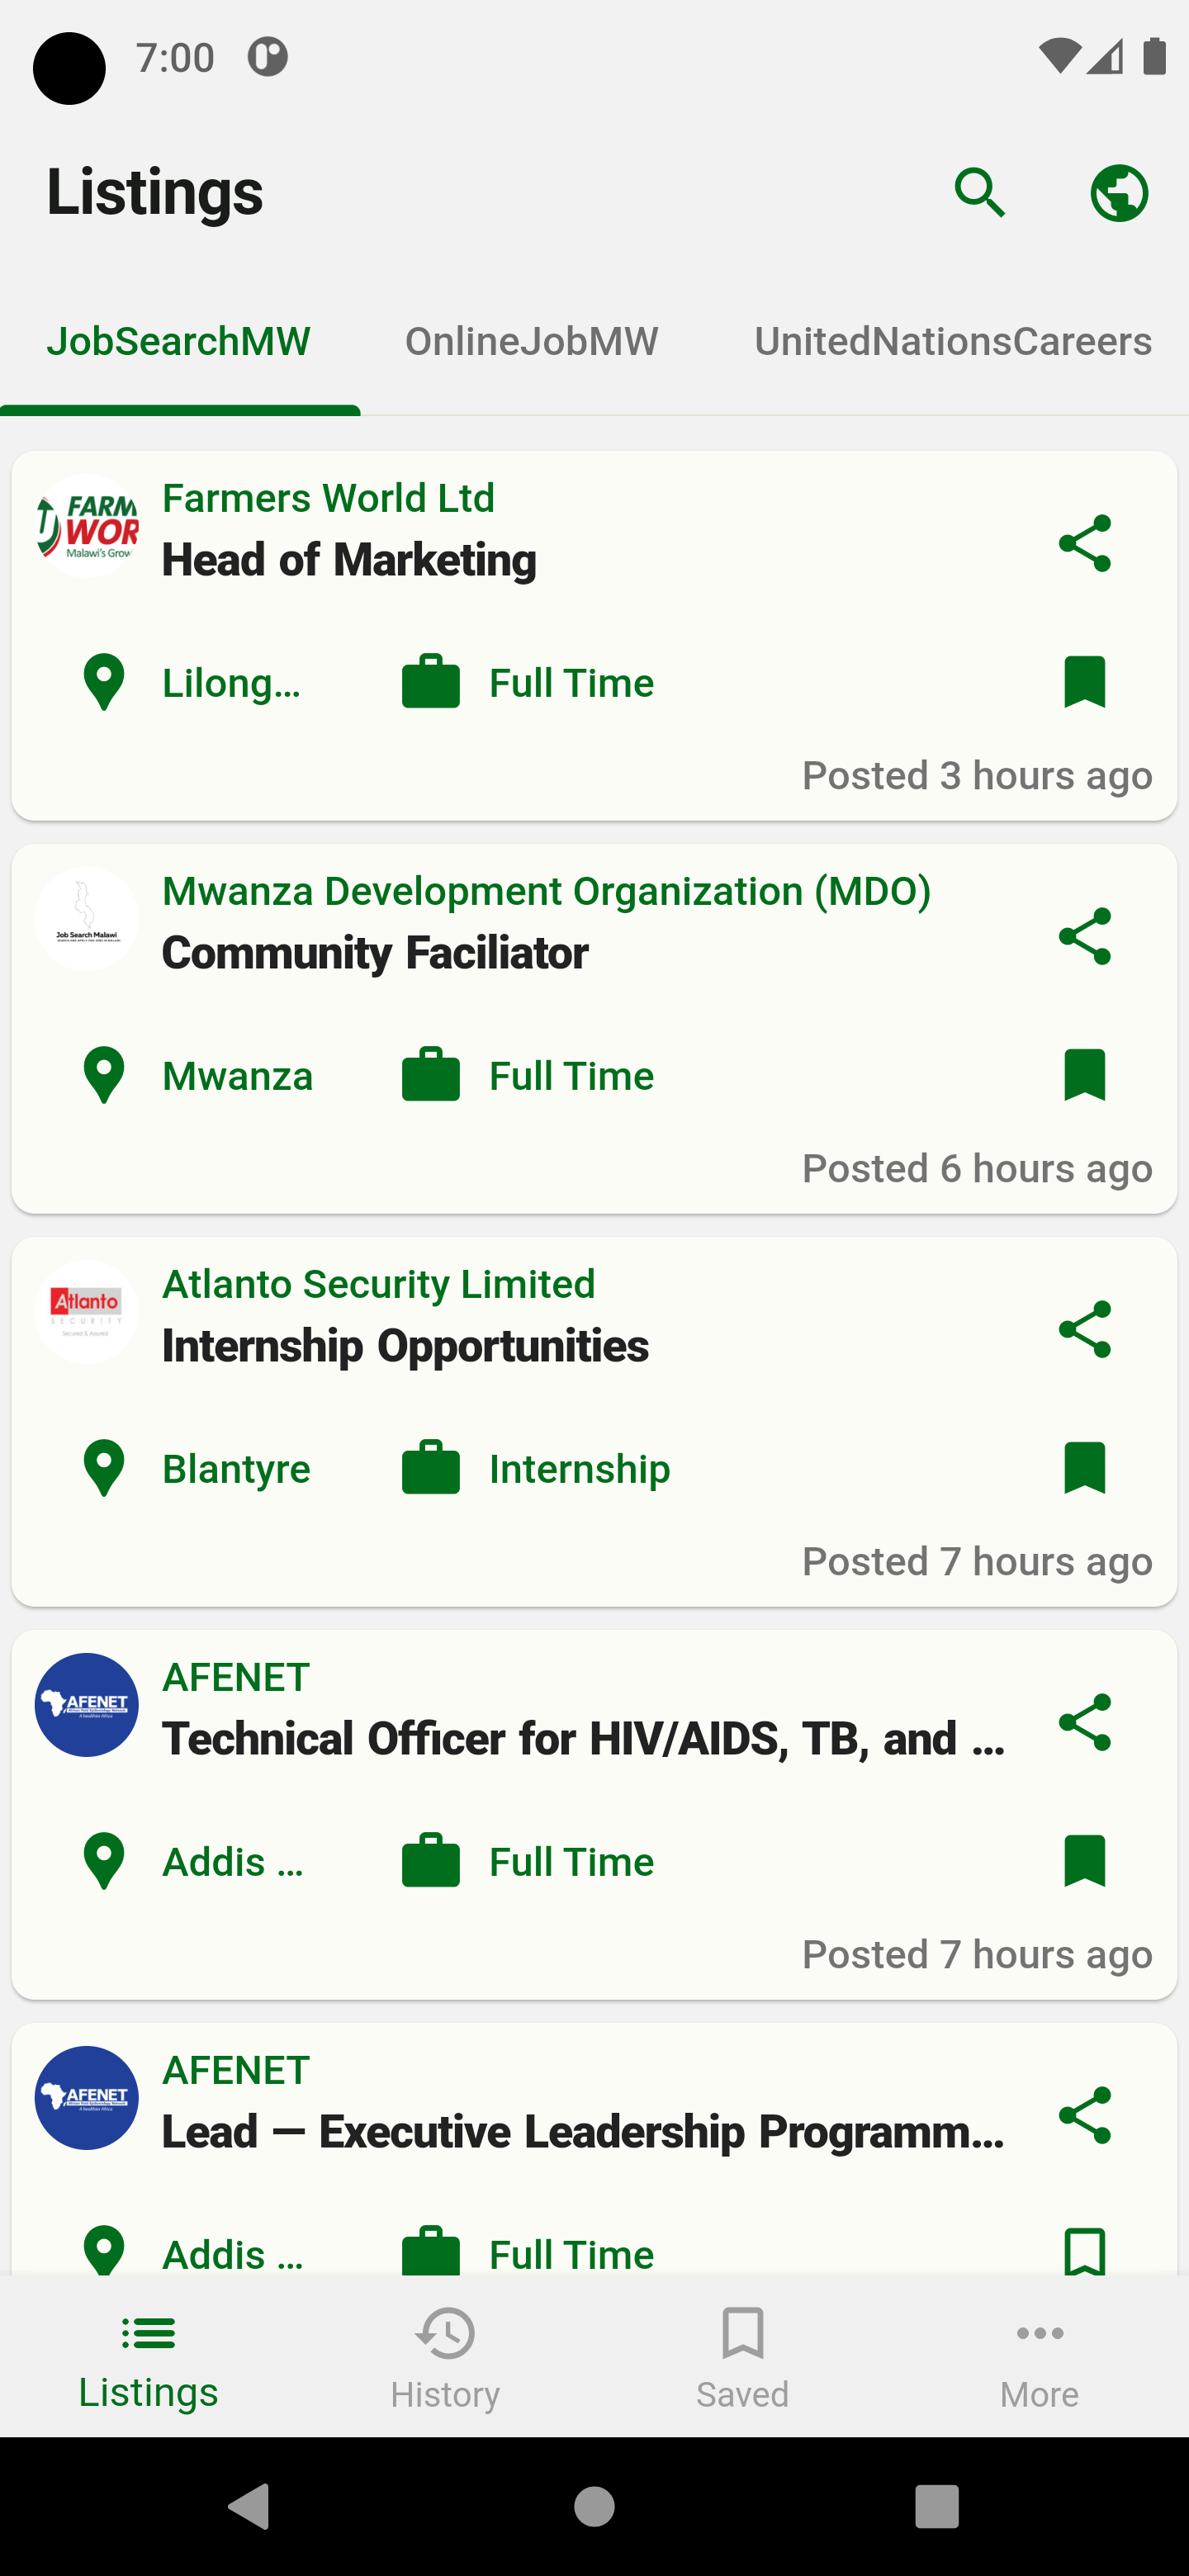 7:00
Listings
JobSearchMW
OnlineJobMW
UnitedNationsCareers
FARM
WOR
Malawi's Grow
Farmers World Ltd
Head of Marketing
Lilong...
Full Time
Posted 3 hours ago
Job Search Malawi
Mwanza Development Organization (MDO)
Community Faciliator
Mwanza
Full Time
Posted 6 hours ago
Atlanto
SECURITY
Secured & Assured
Atlanto Security Limited
Internship Opportunities
Blantyre
Internship
Posted 7 hours ago
AFENET
AFENET
Technical Officer for HIV/AIDS, TB, and ...
Addis ...
Full Time
Posted 7 hours ago
AFENET
AFENET
Lead — Executive Leadership Programm...
Addis ...
Full Time
Listings
History
Saved
More